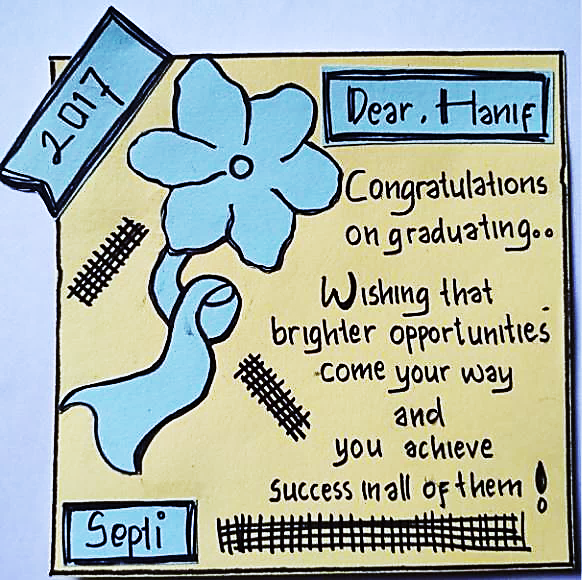 2017
Dear. Hanif
Congratulations
on graduating..
Wishing that
brighter opportunities
come your way
and
you achieve
success in all of them!
Septi